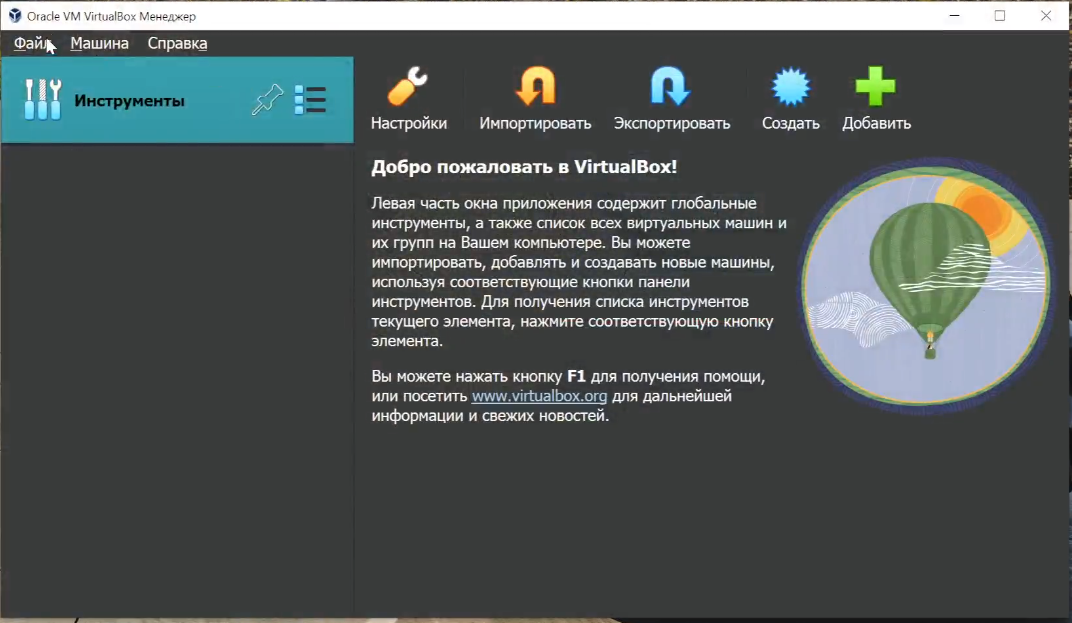 Oracle VM VirtualBox Менеджер
Файл Машина Справка
Инструменты
Настройки Импортировать Экспортировать Создать Добавить
Добро пожаловать в VirtualBox!
Левая часть окна приложения содержит глобальные
инструменты, а также список всех виртуальных машин и
их групп на Вашем компьютере. Вы можете
импортировать, добавлять и создавать новые машины,
используя соответствующие кнопки панели
инструментов. Для получения списка инструментов
текущего элемента, нажмите соответствующую кнопку
элемента.
Вы можете нажать кнопку F1 для получения помощи,
или посетить www.virtualbox.org для дальнейшей
информации и свежих новостей.